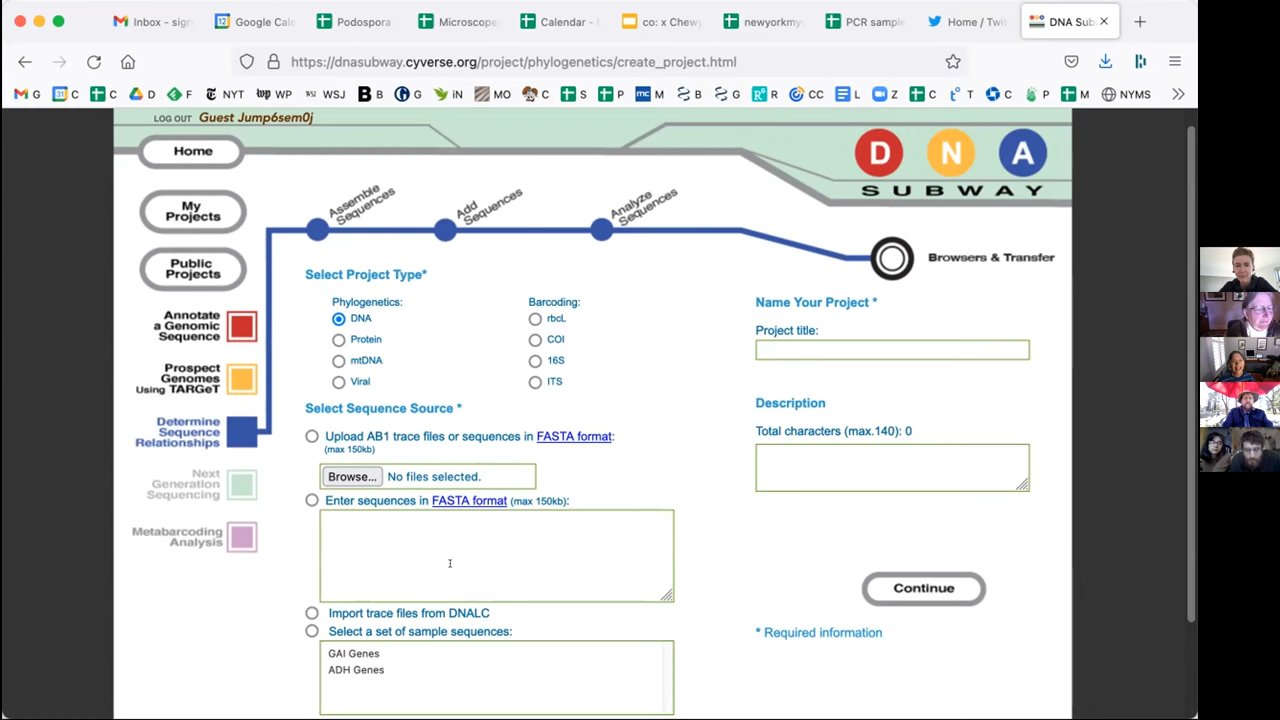 Inbox - sign
Google Cale
Podospora
Microscope
Calendar -
co: x Chewy
newyorkmyc
PCR sample
Home / Twit
DNA Sub
https://dnasubway.cyverse.org/project/phylogenetics/create_project.html
G C C D F NYT WP WSJ B G iN MO C S P M S G R CC L Z C T C P M NYMS
LOG OUT Guest Jump6sem0j
Home
D N A
SUBWAY
My Projects
Public Projects
Assemble Sequences
Add Sequences
Analyze Sequences
Browsers & Transfer
Annotate a Genomic Sequence
Prospect Genomes Using TARGeT
Determine Sequence Relationships
Next Generation Sequencing
Metabarcoding Analysis
Select Project Type*
Phylogenetics:
DNA
Protein
mtDNA
Viral
Barcoding:
rbcL
COI
16S
ITS
Select Sequence Source *
Upload AB1 trace files or sequences in FASTA format:
(max 150kb)
Browse... No files selected.
Enter sequences in FASTA format (max 150kb):
Import trace files from DNALC
Select a set of sample sequences:
GAI Genes
ADH Genes
Name Your Project *
Project title:
Description
Total characters (max.140): 0
Continue
* Required information